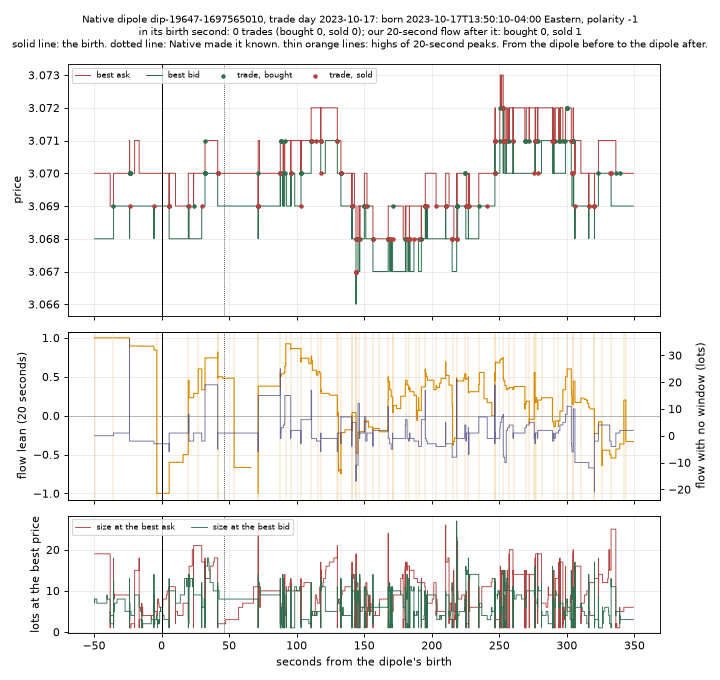 Native dipole dip-19647-1697565010, trade day 2023-10-17: born 2023-10-17T13:50:10-04:00 Eastern, polarity -1
in its birth second: 0 trades (bought 0, sold 0); our 20-second flow after it: bought 0, sold 1
solid line: the birth. dotted line: Native made it known. thin orange lines: highs of 20-second peaks. From the dipole before to the dipole after.
best ask
best bid
trade, bought
trade, sold
3.073
3.072
3.071
3.070
3.069
3.068
3.067
3.066
price
1.0
0.5
0.0
−0.5
−1.0
flow lean (20 seconds)
30
20
10
0
−10
−20
flow with no window (lots)
size at the best ask
size at the best bid
20
10
0
lots at the best price
−50
0
50
100
150
200
250
300
350
seconds from the dipole's birth